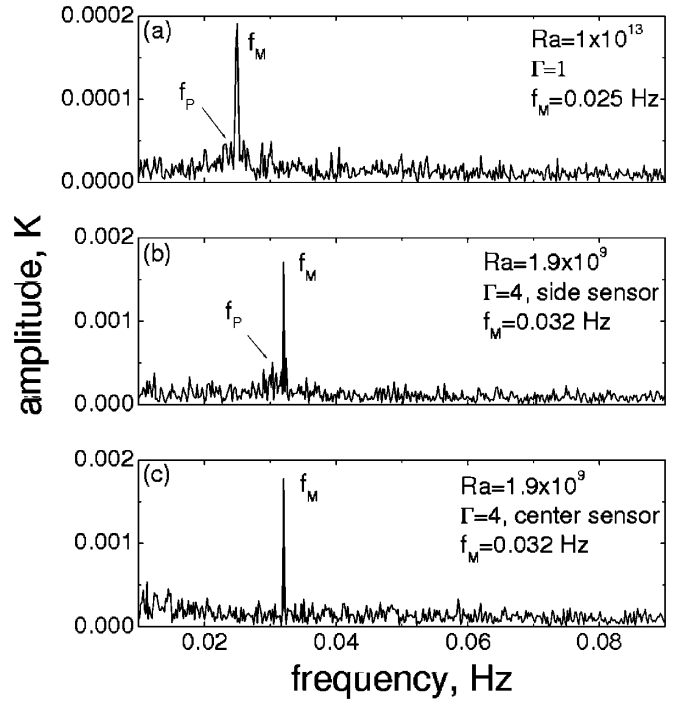 amplitude, K
0.0002
0.0001
0.0000
(a)
f_M
f_P
Ra=1x10^13
Γ=1
f_M=0.025 Hz
0.002
0.001
0.000
(b)
f_M
f_P
Ra=1.9x10^9
Γ=4, side sensor
f_M=0.032 Hz
0.002
0.001
0.000
(c)
f_M
Ra=1.9x10^9
Γ=4, center sensor
f_M=0.032 Hz
0.02 0.04 0.06 0.08
frequency, Hz